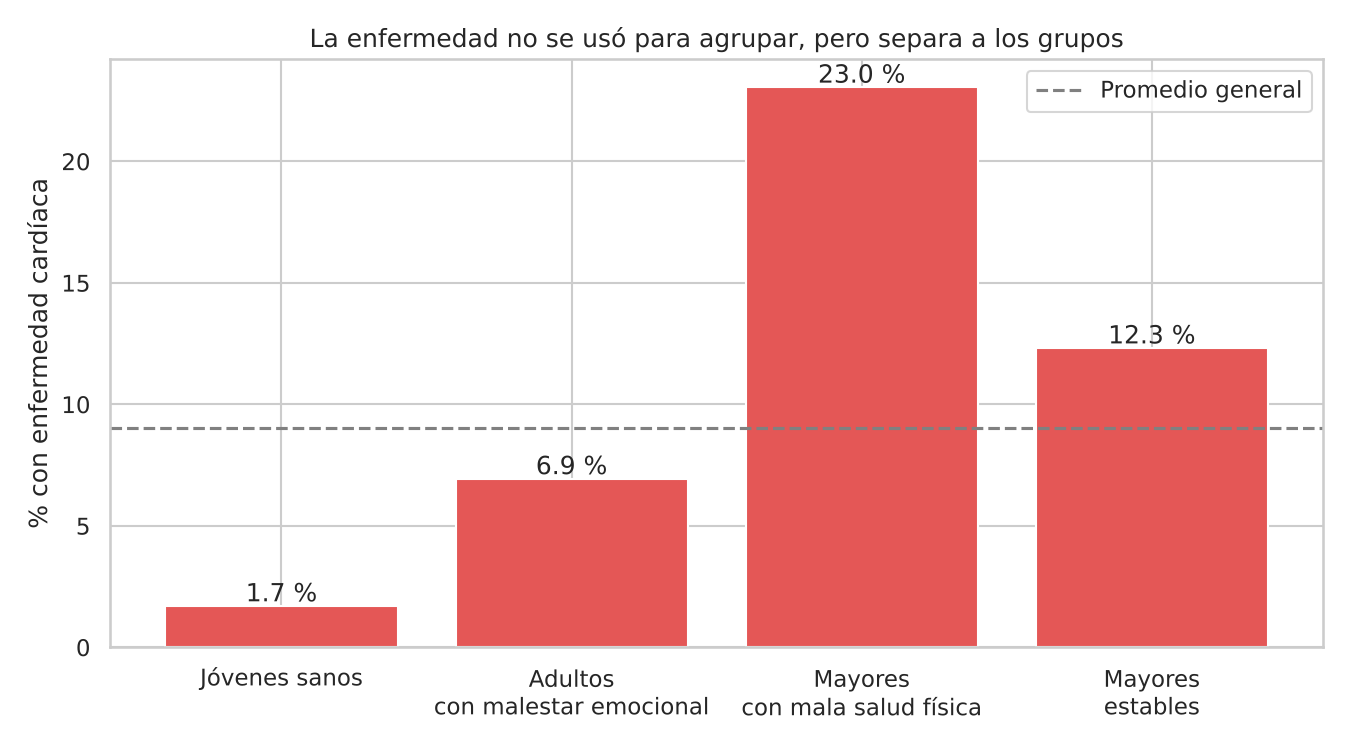 La enfermedad no se usó para agrupar, pero separa a los grupos
23.0 %
Promedio general
20
% con enfermedad cardíaca
15
12.3 %
10
6.9 %
5
1.7 %
0
Jóvenes sanos
Adultos
con malestar emocional
Mayores
con mala salud física
Mayores
estables